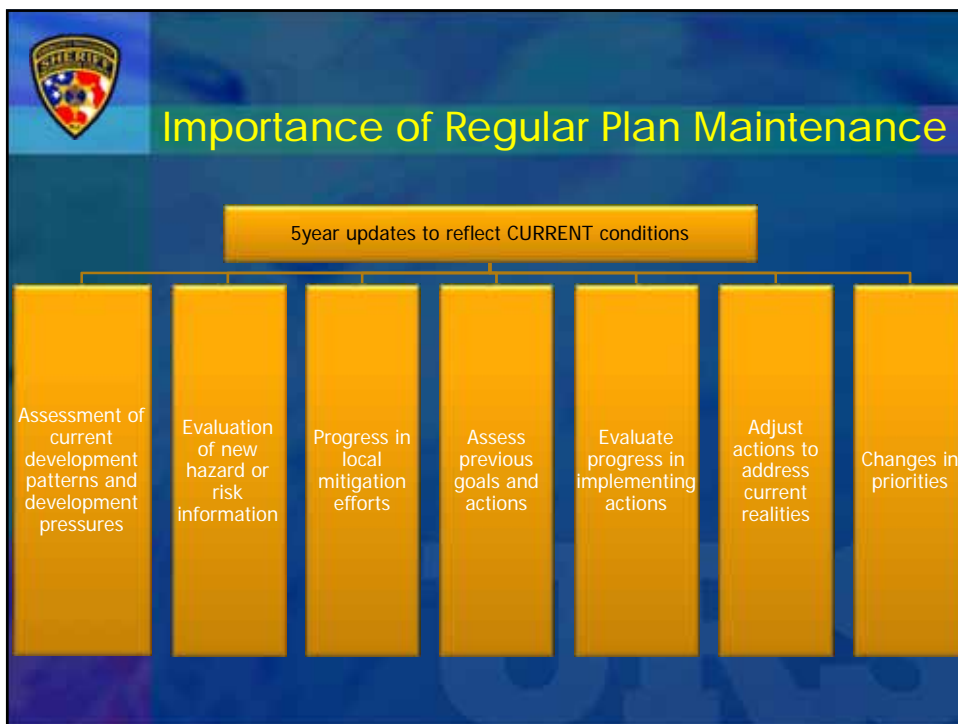 SHERIFF
Importance of Regular Plan Maintenance
5year updates to reflect CURRENT conditions
Assessment of
current
development
patterns and
development
pressures
Evaluation
of new
hazard or
risk
information
Progress in
local
mitigation
efforts
Assess
previous
goals and
actions
Evaluate
progress in
implementing
actions
Adjust
actions to
address
current
realities
Changes in
priorities
URS